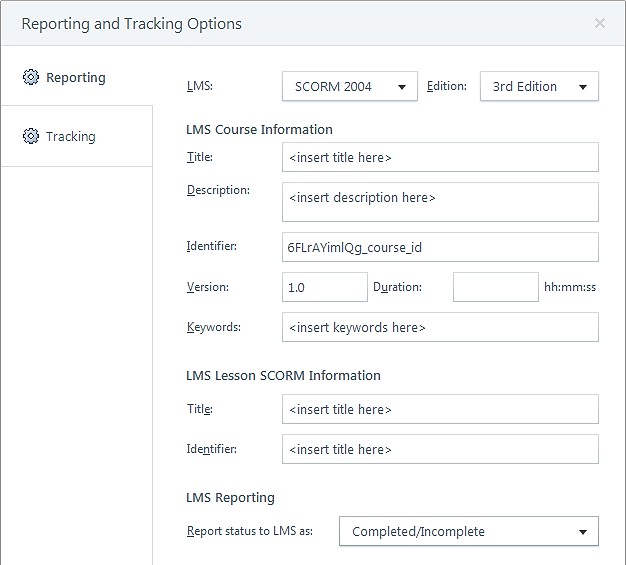 Reporting and Tracking Options ×
Reporting
LMS: SCORM 2004 Edition: 3rd Edition
LMS Course Information
Title: <insert title here>
Tracking
Description: <insert description here>
Identifier: 6FLrAYimlQg_course_id
Version: 1.0 Duration: hh:mm:ss
Keywords: <insert keywords here>
LMS Lesson SCORM Information
Title: <insert title here>
Identifier: <insert title here>
LMS Reporting
Report status to LMS as: Completed/Incomplete